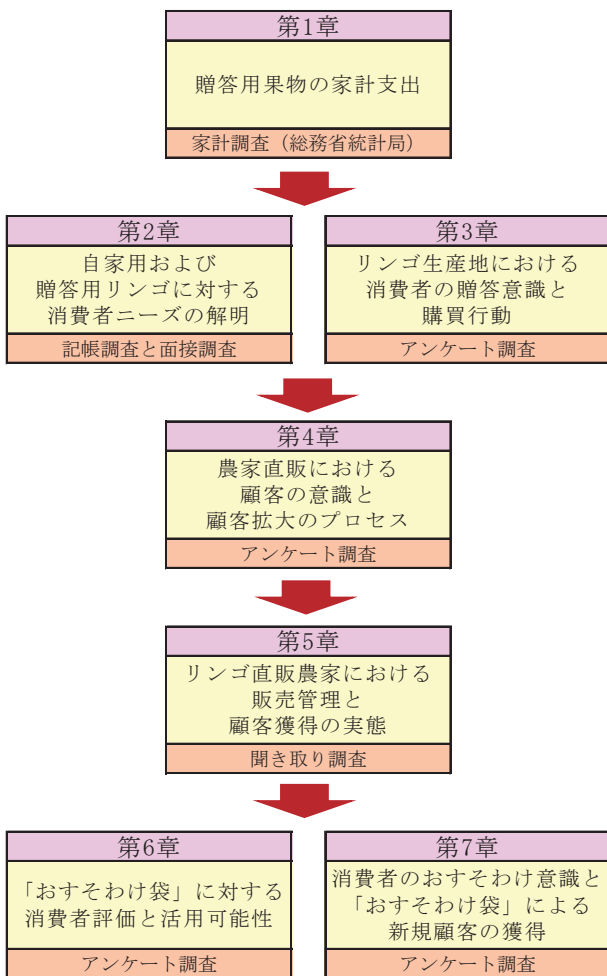 第1章
贈答用果物の家計支出
家計調査（総務省統計局）
第2章
自家用および
贈答用リンゴに対する
消費者ニーズの解明
記帳調査と面接調査
第3章
リンゴ生産地における
消費者の贈答意識と
購買行動
アンケート調査
第4章
農家直販における
顧客の意識と
顧客拡大のプロセス
アンケート調査
第5章
リンゴ直販農家における
販売管理と
顧客獲得の実態
聞き取り調査
第6章
「おすそわけ袋」に対する
消費者評価と活用可能性
アンケート調査
第7章
消費者のおすそわけ意識と
「おすそわけ袋」による
新規顧客の獲得
アンケート調査